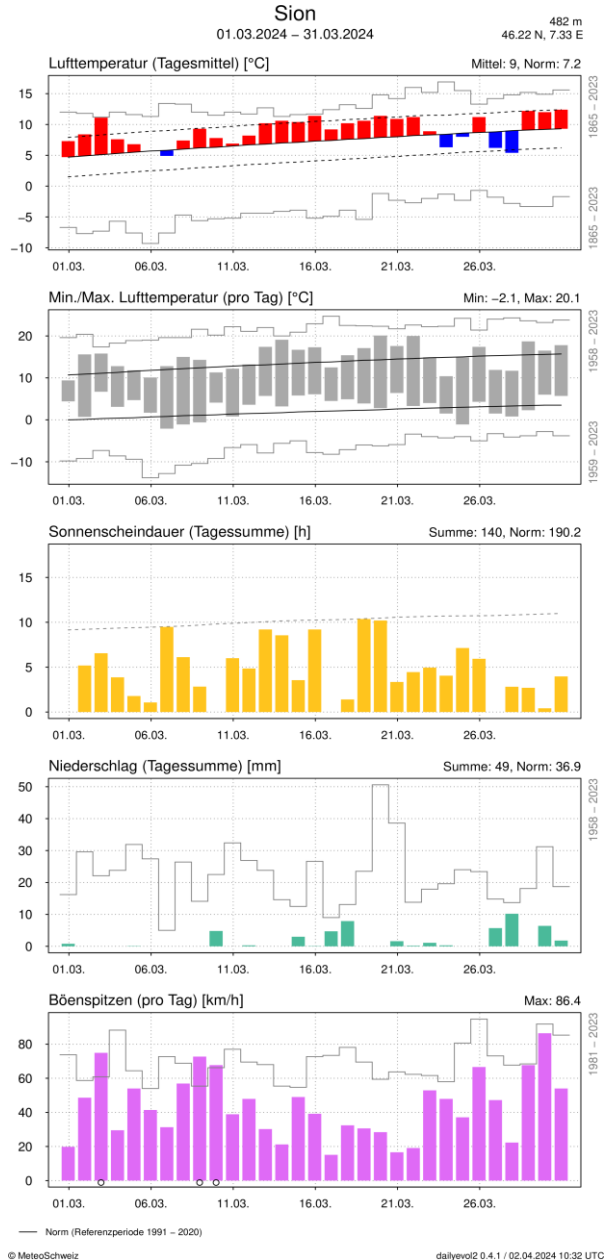 Sion
01.03.2024 – 31.03.2024
482 m
46.22 N, 7.33 E
Lufttemperatur (Tagesmittel) [°C]
Mittel: 9, Norm: 7.2
15
10
5
0
−5
−10
1865 – 2023
1865 – 2023
01.03. 06.03. 11.03. 16.03. 21.03. 26.03.
Min./Max. Lufttemperatur (pro Tag) [°C]
Min: −2.1, Max: 20.1
20
10
0
−10
1958 – 2023
1959 – 2023
01.03. 06.03. 11.03. 16.03. 21.03. 26.03.
Sonnenscheindauer (Tagessumme) [h]
Summe: 140, Norm: 190.2
15
10
5
0
01.03. 06.03. 11.03. 16.03. 21.03. 26.03.
Niederschlag (Tagessumme) [mm]
Summe: 49, Norm: 36.9
50
40
30
20
10
0
1958 – 2023
01.03. 06.03. 11.03. 16.03. 21.03. 26.03.
Böenspitzen (pro Tag) [km/h]
Max: 86.4
80
60
40
20
0
1981 – 2023
01.03. 06.03. 11.03. 16.03. 21.03. 26.03.
Norm (Referenzperiode 1991 – 2020)
© MeteoSchweiz
dailyevol2 0.4.1 / 02.04.2024 10:32 UTC